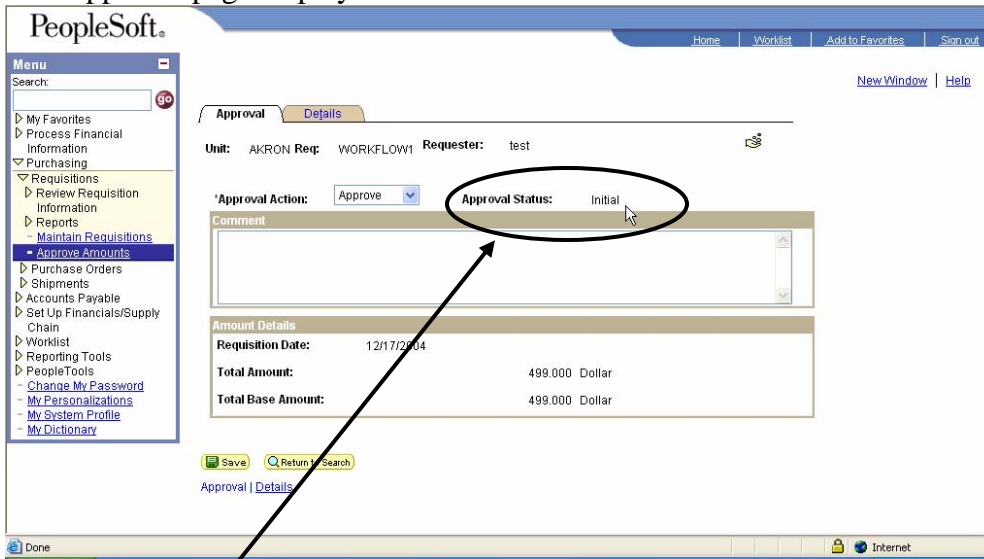 PeopleSoft®
Home | Worklist | Add to Favorites | Sign out
New Window | Help
Menu
Search:
go
My Favorites
Process Financial
Information
Purchasing
Requisitions
Review Requisition
Information
Reports
- Maintain Requisitions
- Approve Amounts
Purchase Orders
Shipments
Accounts Payable
Set Up Financials/Supply
Chain
Worklist
Reporting Tools
PeopleTools
- Change My Password
- My Personalizations
- My System Profile
- My Dictionary
Approval Details
Unit: AKRON Req: WORKFLOW1 Requester: test
*Approval Action: Approve Approval Status: Initial
Comment
Amount Details
Requisition Date: 12/17/2004
Total Amount: 499.000 Dollar
Total Base Amount: 499.000 Dollar
Save Return to Search
Approval | Details
Done Internet